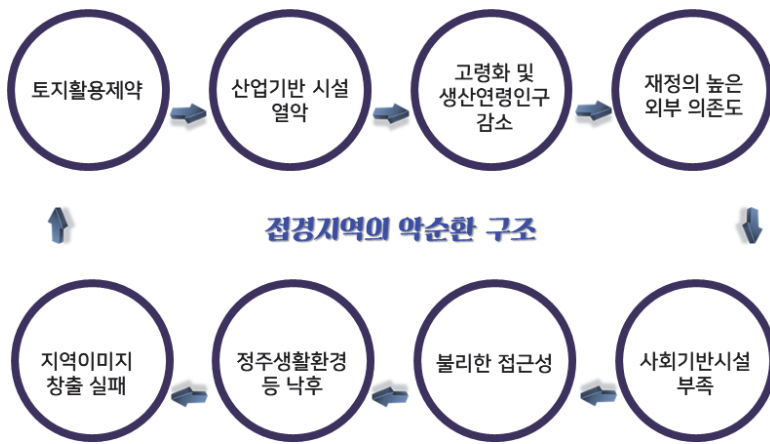 토지활용제약
산업기반 시설
열악
고령화 및
생산연령인구
감소
재정의 높은
외부 의존도
접경지역의 악순환 구조
지역이미지
창출 실패
정주생활환경
등 낙후
불리한 접근성
사회기반시설
부족